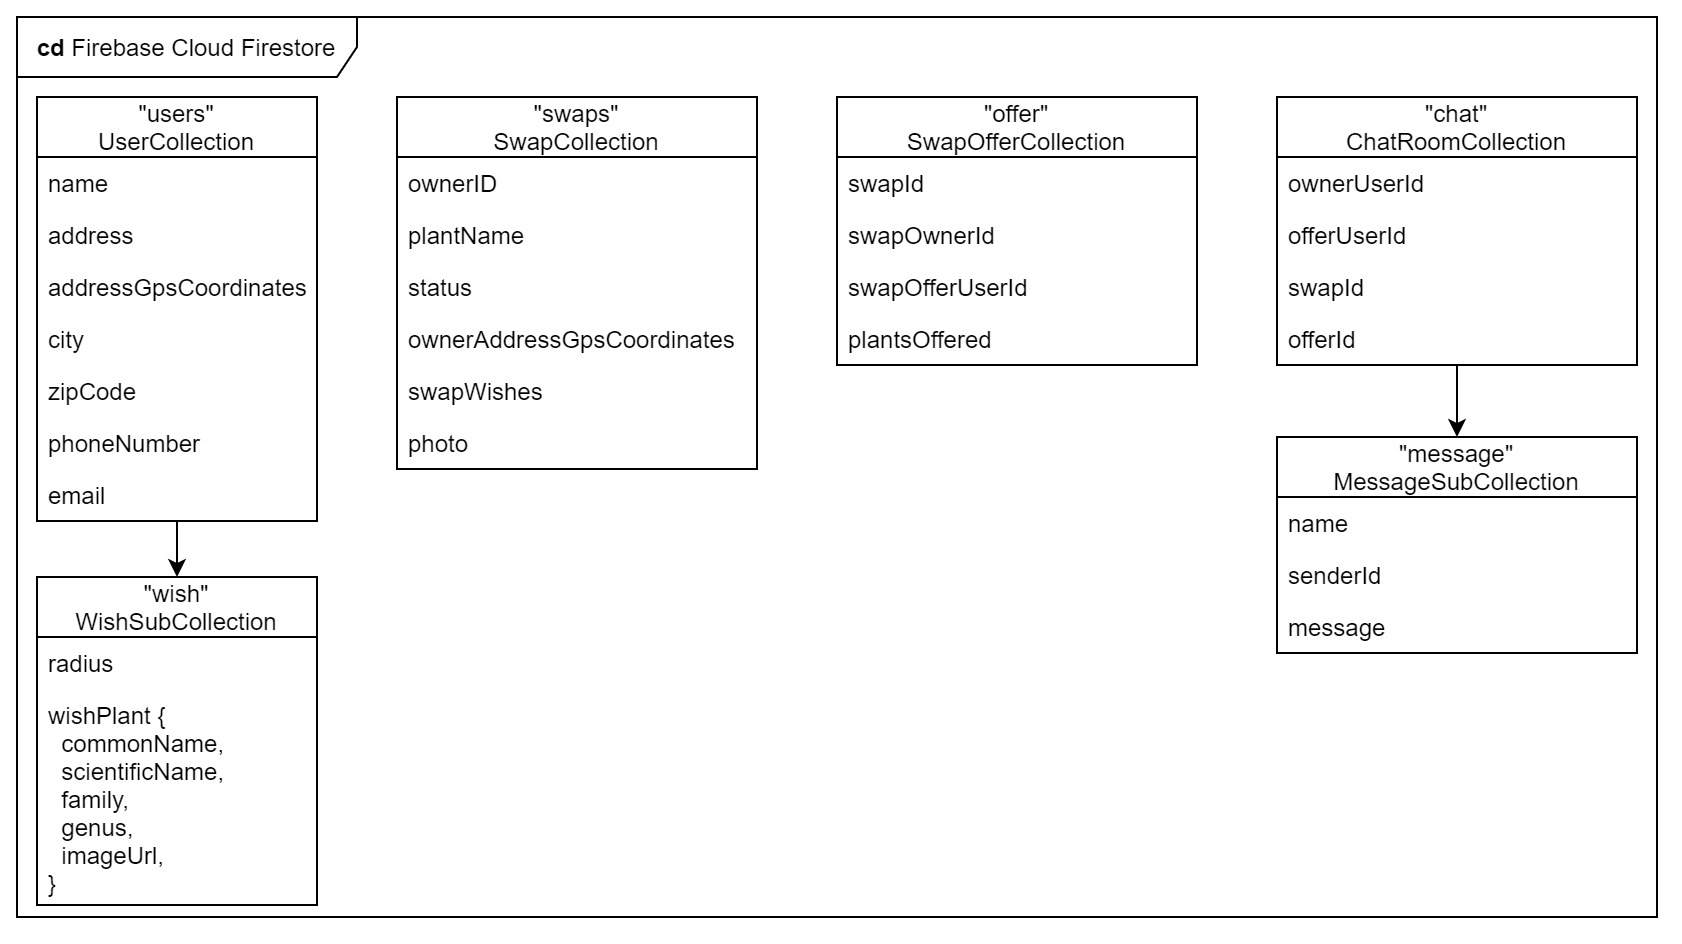 cd Firebase Cloud Firestore
"users"
UserCollection
name
address
addressGpsCoordinates
city
zipCode
phoneNumber
email
"wish"
WishSubCollection
radius
wishPlant {
commonName,
scientificName,
family,
genus,
imageUrl,
}
"swaps"
SwapCollection
ownerID
plantName
status
ownerAddressGpsCoordinates
swapWishes
photo
"offer"
SwapOfferCollection
swapId
swapOwnerId
swapOfferUserId
plantsOffered
"chat"
ChatRoomCollection
ownerUserId
offerUserId
swapId
offerId
"message"
MessageSubCollection
name
senderId
message